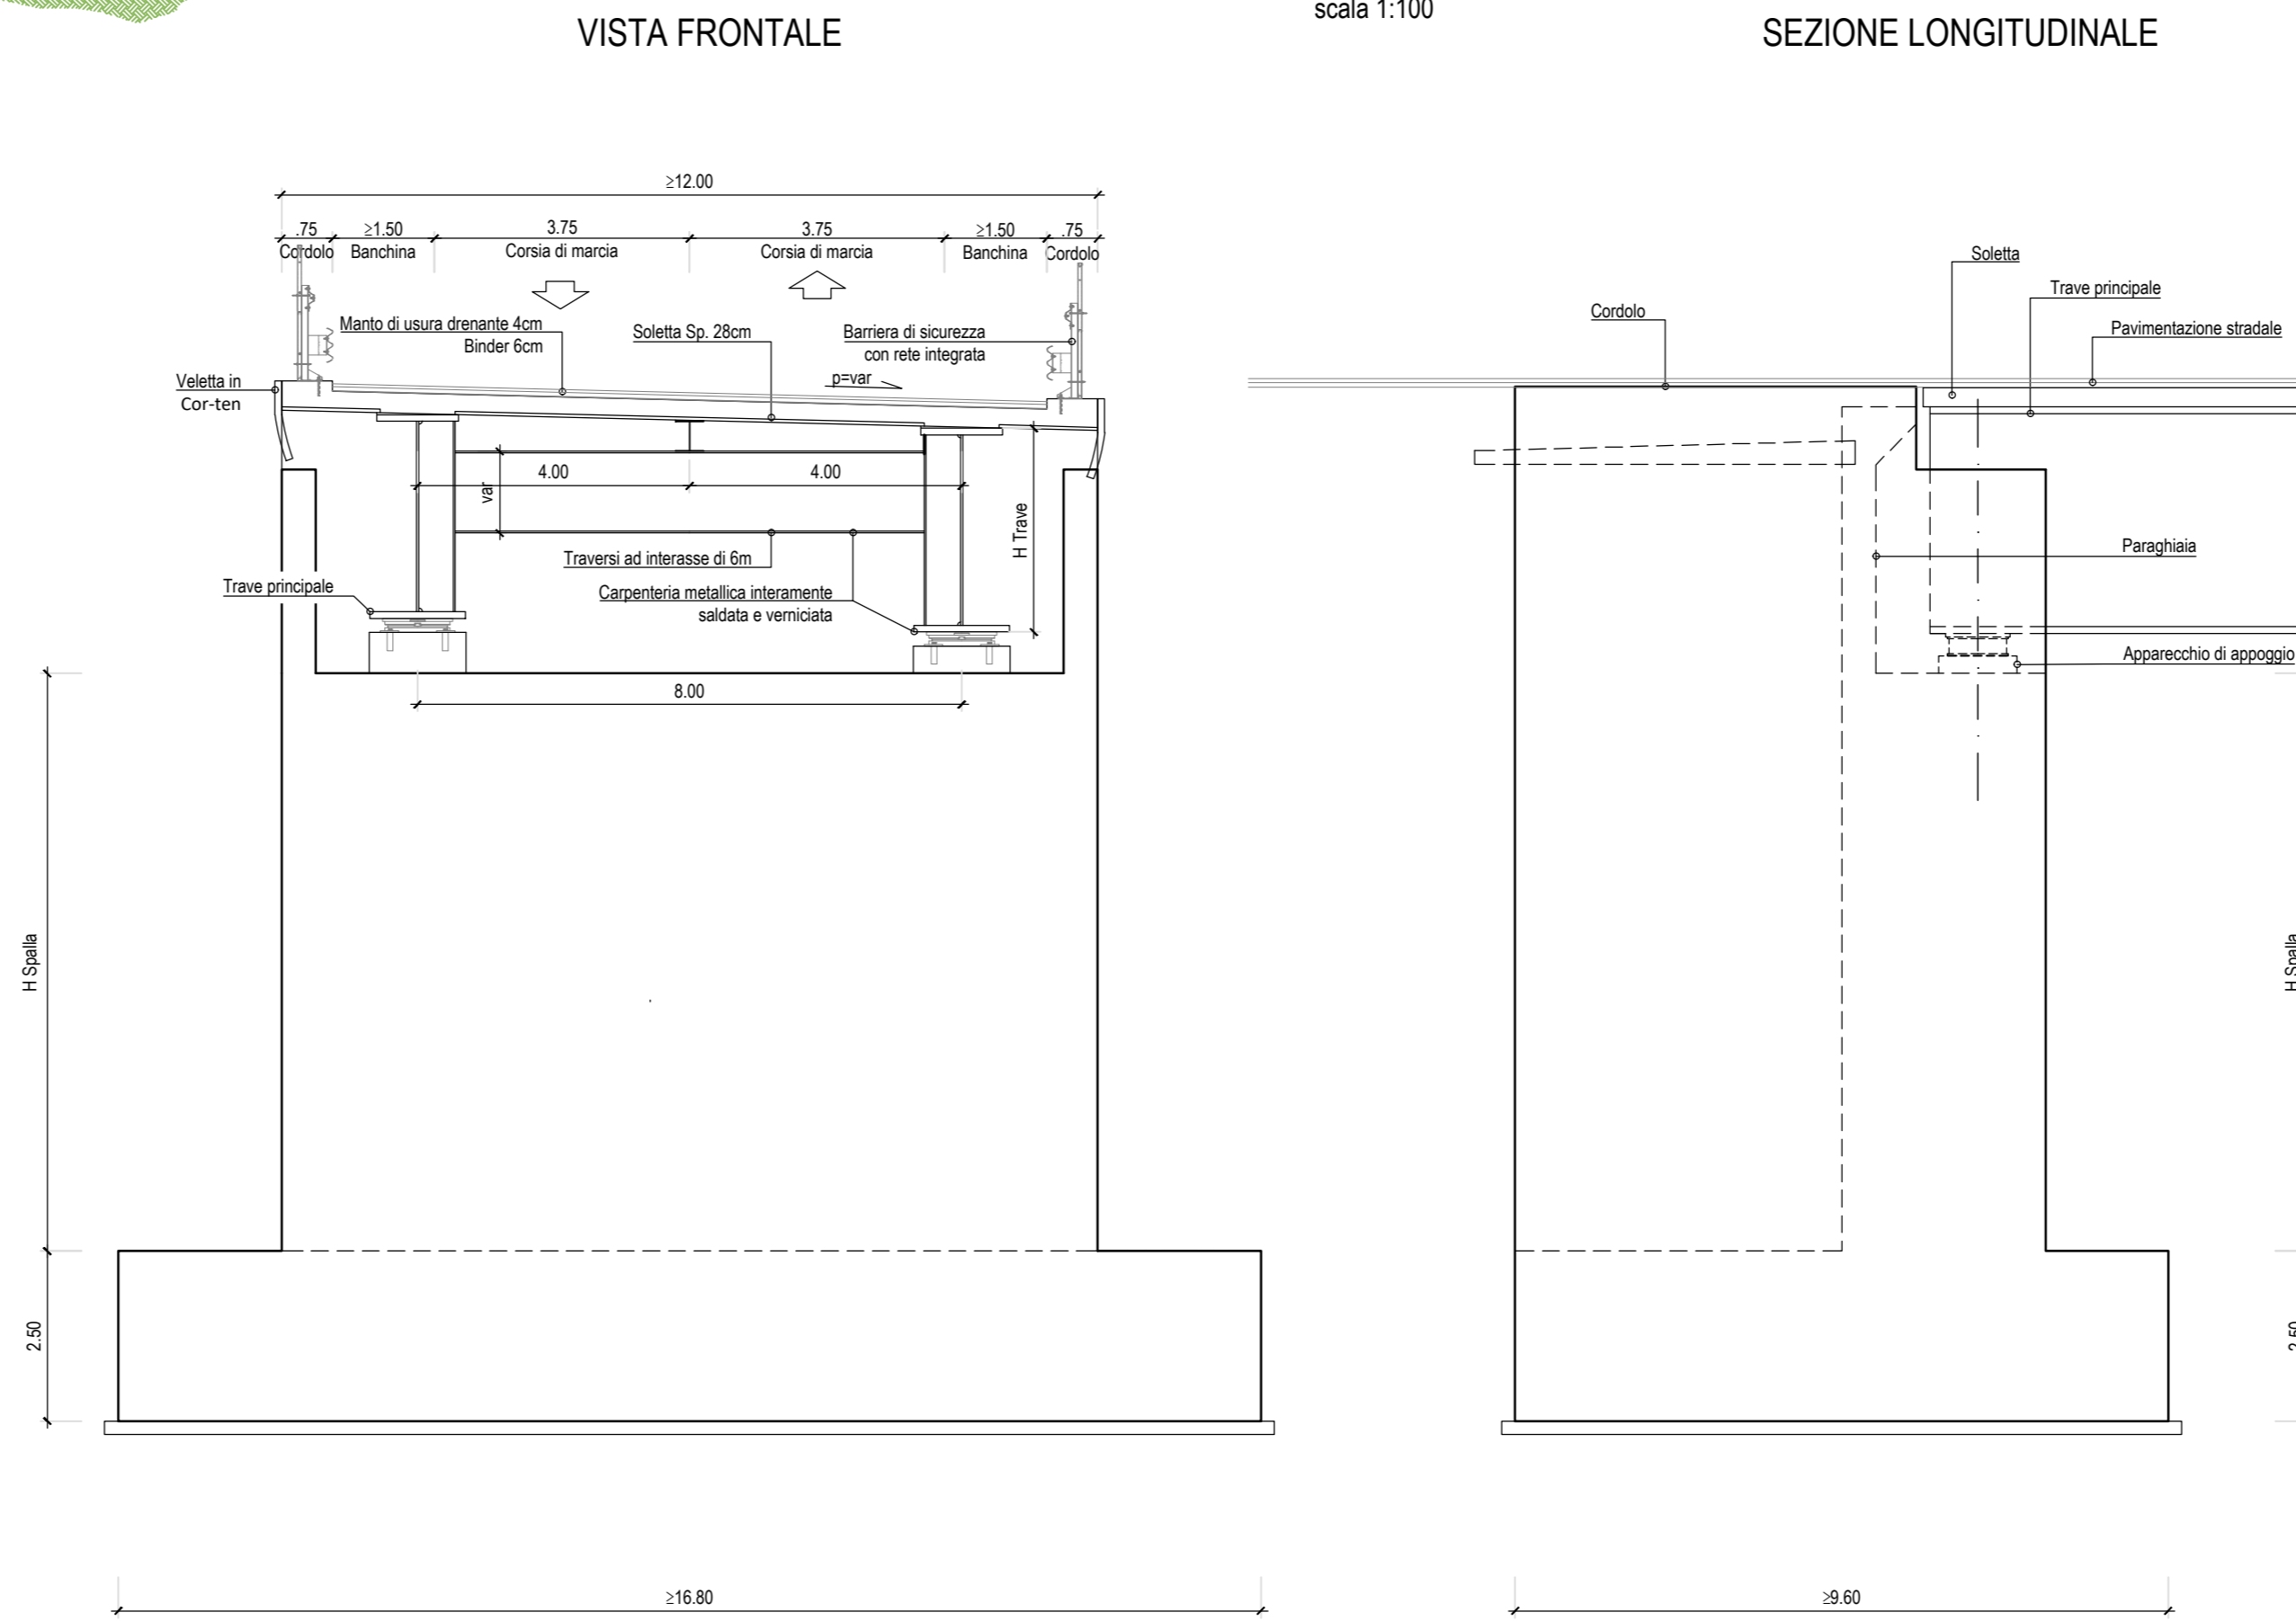 scala 1:100
VISTA FRONTALE
SEZIONE LONGITUDINALE
≥12.00
.75
≥1.50
3.75
3.75
≥1.50
.75
Cordolo
Banchina
Corsia di marcia
Corsia di marcia
Banchina
Cordolo
Manto di usura drenante 4cm
Binder 6cm
Soletta Sp. 28cm
Barriera di sicurezza
con rete integrata
p=var
Veletta in
Cor-ten
4.00
4.00
var
H Trave
Traversi ad interasse di 6m
Trave principale
Carpenteria metallica interamente
saldata e verniciata
8.00
H Spalla
2.50
≥16.80
Soletta
Trave principale
Cordolo
Pavimentazione stradale
Paraghiaia
Apparecchio di appoggio
H Spalla
2.50
≥9.60